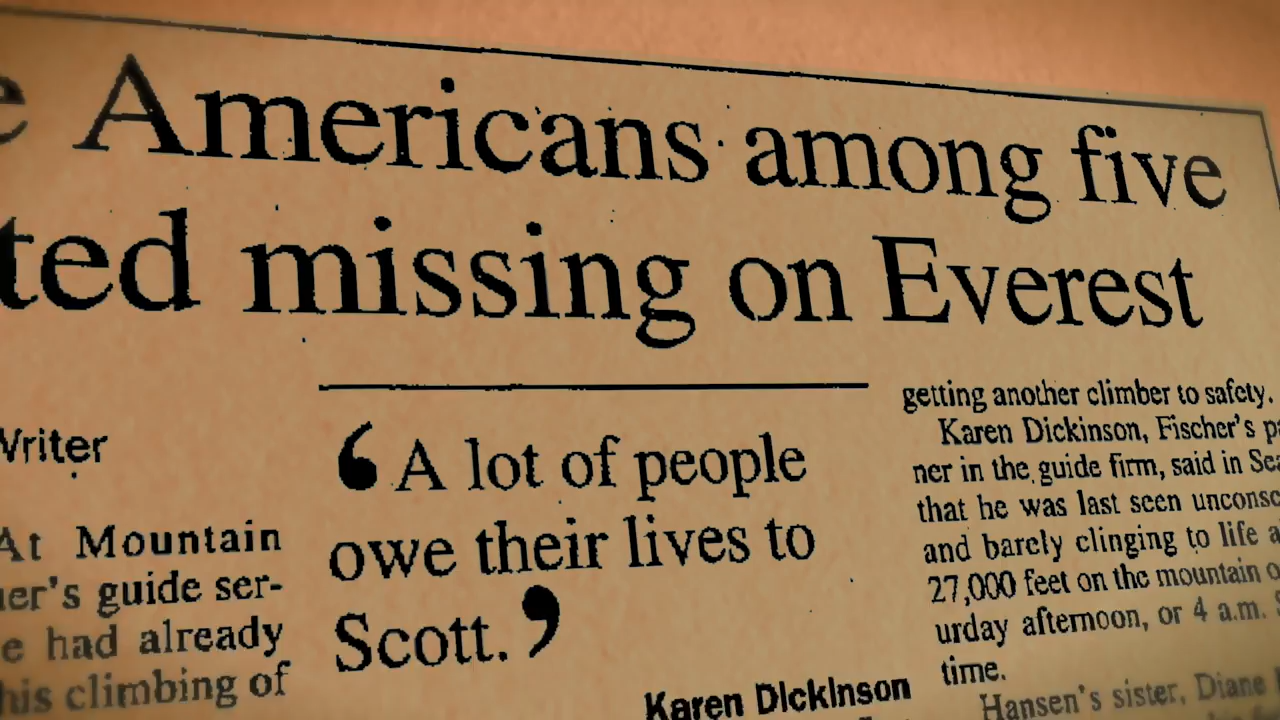 Americans among five
ted missing on Everest
Writer
At Mountain
er's guide ser-
e had already
his climbing of
‘A lot of people
owe their lives to
Scott.’
Karen Dickinson
getting another climber to safety.
Karen Dickinson, Fischer's pa
ner in the guide firm, said in Sea
that he was last seen unconsc
and barely clinging to life a
27,000 feet on the mountain o
urday afternoon, or 4 a.m.
time.
Hansen's sister, Diane